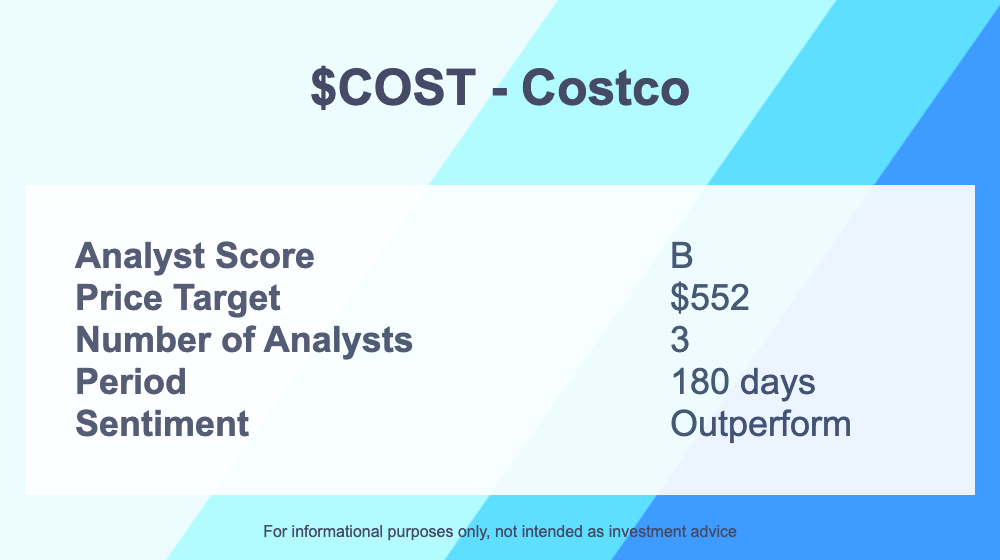 $COST - Costco
Analyst Score B
Price Target $552
Number of Analysts 3
Period 180 days
Sentiment Outperform
For informational purposes only, not intended as investment advice